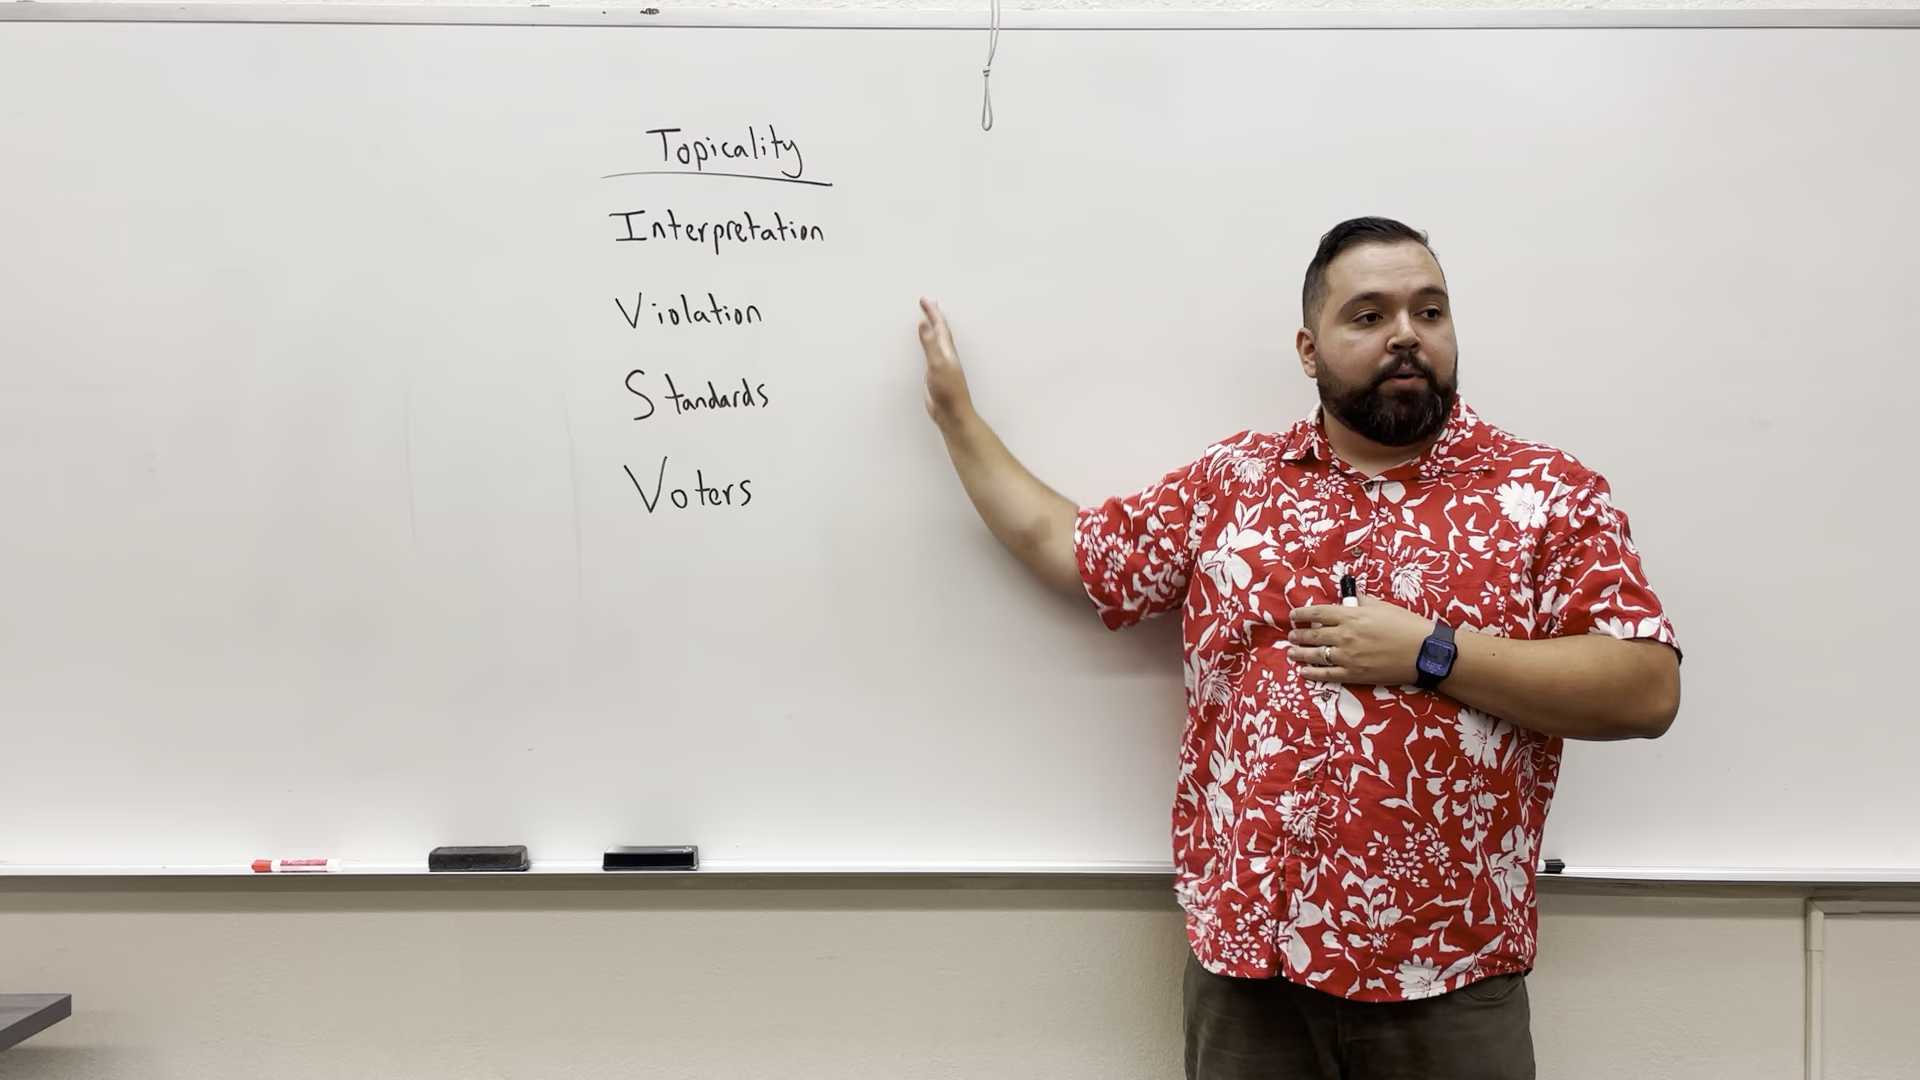 Topicality
Interpretation
Violation
Standards
Voters